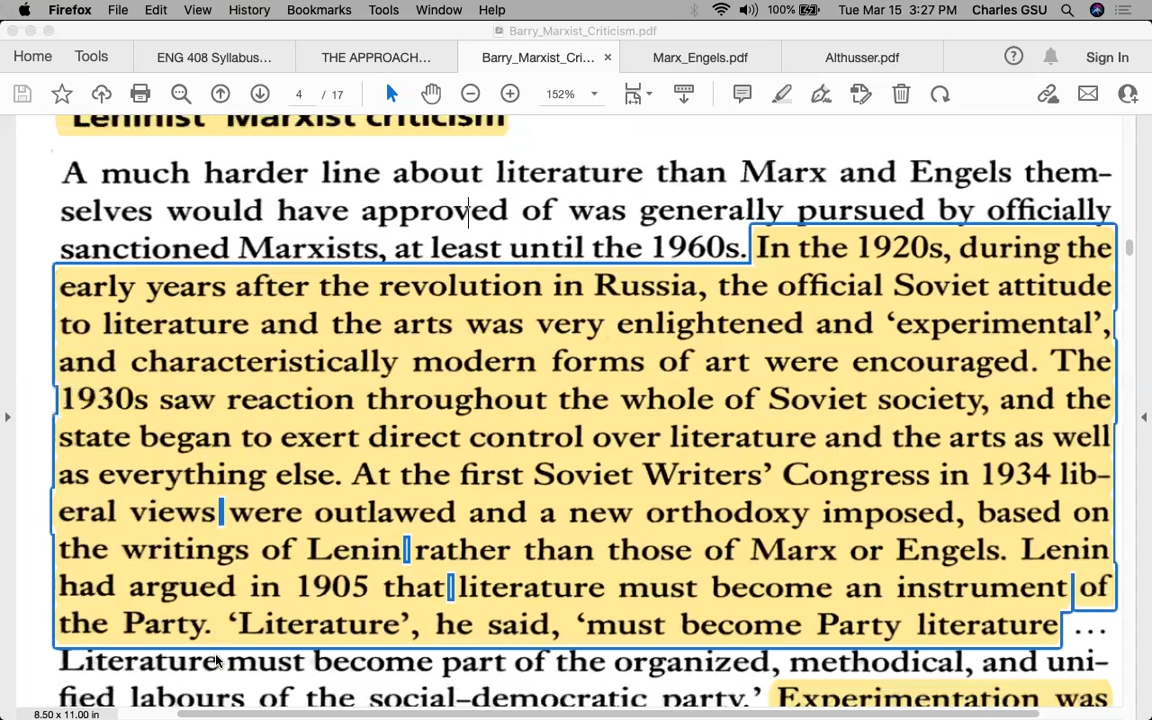 Firefox File Edit View History Bookmarks Tools Window Help 100% Tue Mar 15 3:27 PM Charles GSU
Barry_Marxist_Criticism.pdf
Home Tools ENG 408 Syllabus... THE APPROACH... Barry_Marxist_Cri... × Marx_Engels.pdf Althusser.pdf Sign In
4 / 17 152%
Leninist' Marxist criticism
A much harder line about literature than Marx and Engels them-
selves would have approved of was generally pursued by officially
sanctioned Marxists, at least until the 1960s. In the 1920s, during the
early years after the revolution in Russia, the official Soviet attitude
to literature and the arts was very enlightened and ‘experimental’,
and characteristically modern forms of art were encouraged. The
1930s saw reaction throughout the whole of Soviet society, and the
state began to exert direct control over literature and the arts as well
as everything else. At the first Soviet Writers’ Congress in 1934 lib-
eral views were outlawed and a new orthodoxy imposed, based on
the writings of Lenin rather than those of Marx or Engels. Lenin
had argued in 1905 that literature must become an instrument of
the Party. ‘Literature’, he said, ‘must become Party literature ...
Literature must become part of the organized, methodical, and uni-
fied labours of the social-democratic party.’ Experimentation was
8.50 x 11.00 in